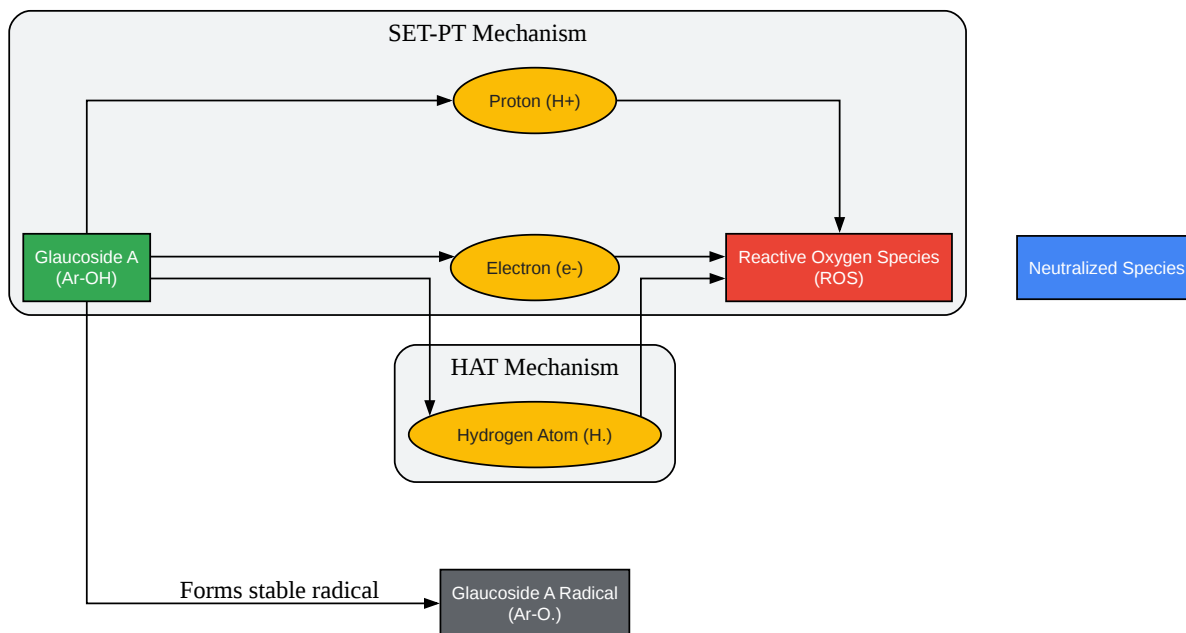 SET-PT Mechanism
Proton (H+)
Glaucoside A
(Ar-OH)
Electron (e-)
Reactive Oxygen Species
(ROS)
Neutralized Species
HAT Mechanism
Hydrogen Atom (H.)
Forms stable radical
Glaucoside A Radical
(Ar-O.)